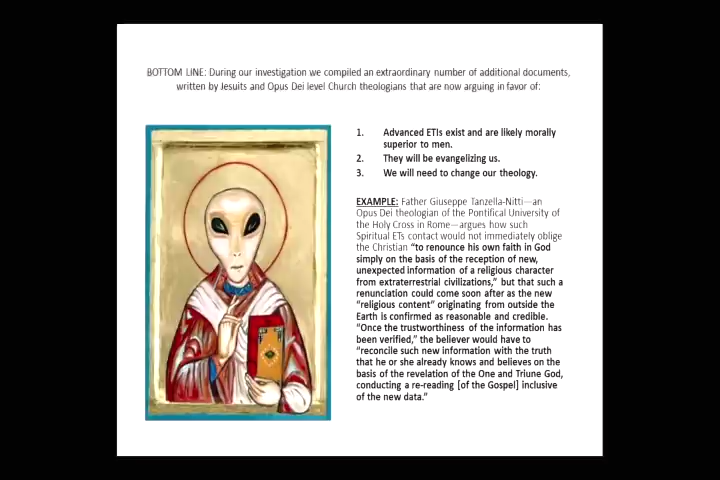 BOTTOM LINE: During our investigation we compiled an extraordinary number of additional documents,
written by Jesuits and Opus Dei level Church theologians that are now arguing in favor of:
1. Advanced ETIs exist and are likely morally
superior to men.
2. They will be evangelizing us.
3. We will need to change our theology.
EXAMPLE: Father Giuseppe Tanzella-Nitti—an
Opus Dei theologian of the Pontifical University of
the Holy Cross in Rome—argues how such
Spiritual ETs contact would not immediately oblige
the Christian “to renounce his own faith in God
simply on the basis of the reception of new,
unexpected information of a religious character
from extraterrestrial civilizations,” but that such a
renunciation could come soon after as the new
“religious content” originating from outside the
Earth is confirmed as reasonable and credible.
“Once the trustworthiness of the information has
been verified,” the believer would have to
“reconcile such new information with the truth
that he or she already knows and believes on the
basis of the revelation of the One and Triune God,
conducting a re-reading [of the Gospel] inclusive
of the new data.”